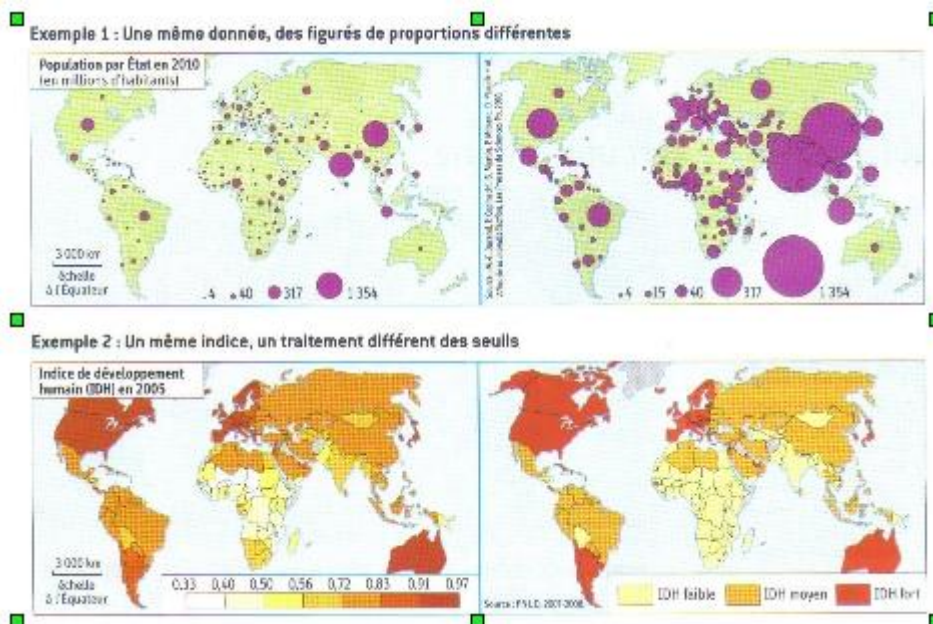 Exemple 1 : Une même donnée, des figurés de proportions différentes
Population par État en 2010
(en millions d'habitants)
3 000 km
échelle
à l'Équateur
4 40 317 1 354
4 15 40 317 1 354
Exemple 2 : Un même indice, un traitement différent des seuils
Indice de développement
humain (IDH) en 2005
3 000 km
échelle
à l'Équateur
0,33 0,40 0,50 0,56 0,72 0,83 0,91 0,97
Source : PNUD, 2007-2008.
IDH faible IDH moyen IDH fort